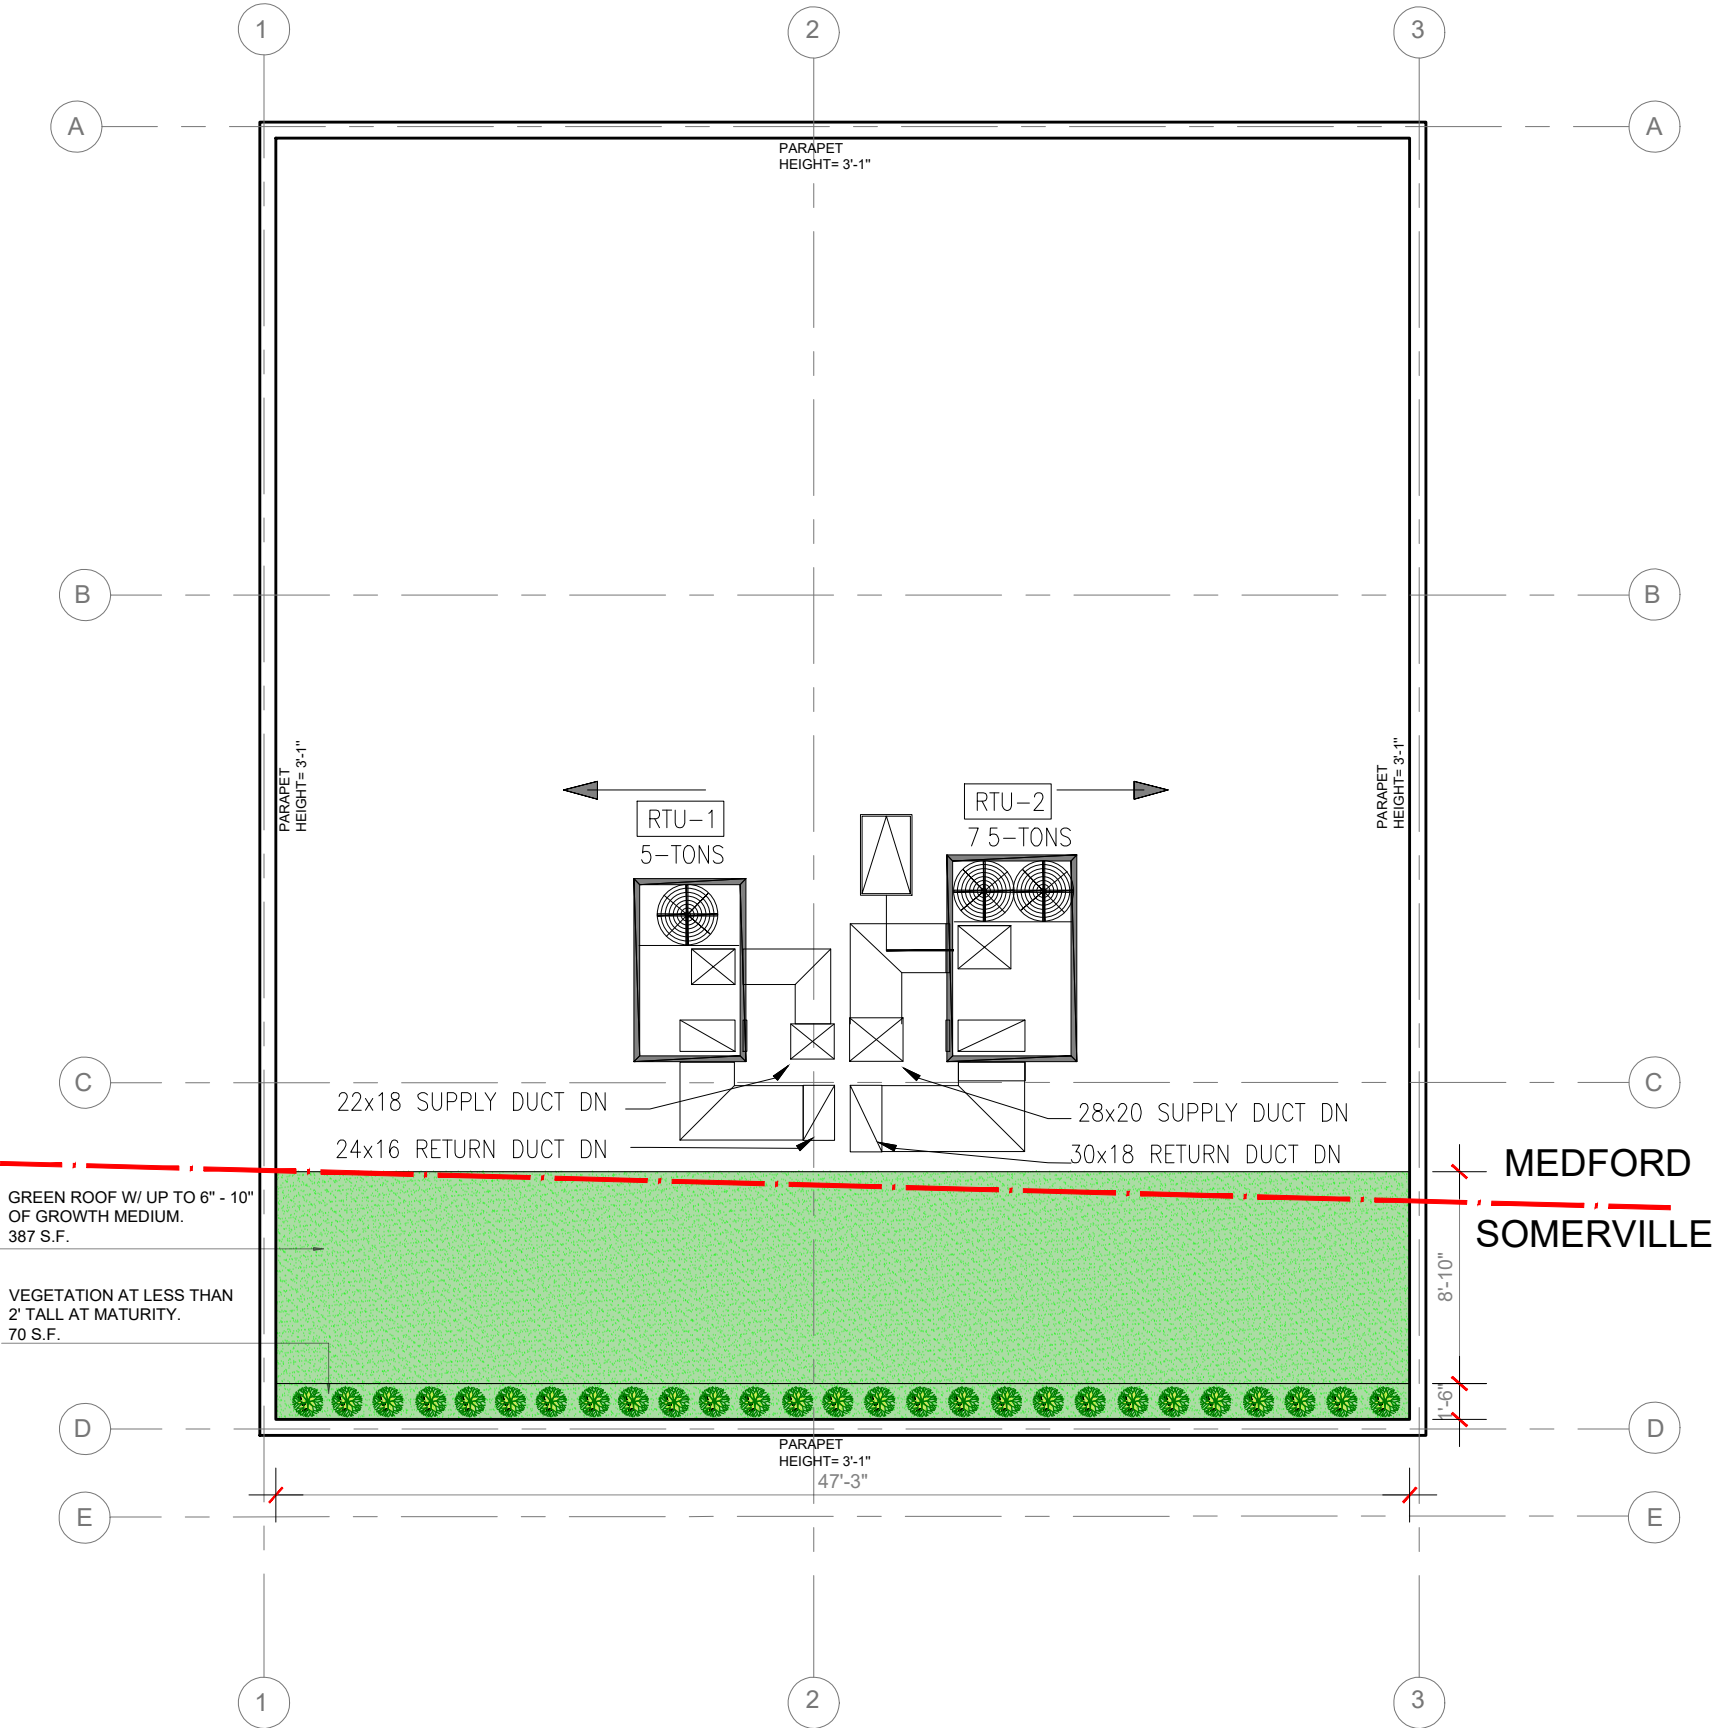 1
2
3
A
A
PARAPET
HEIGHT= 3'-1"
B
B
PARAPET
HEIGHT= 3'-1"
PARAPET
HEIGHT= 3'-1"
RTU-1
5-TONS
RTU-2
7 5-TONS
C
C
22x18 SUPPLY DUCT DN
28x20 SUPPLY DUCT DN
24x16 RETURN DUCT DN
30x18 RETURN DUCT DN
MEDFORD
SOMERVILLE
GREEN ROOF W/ UP TO 6" - 10"
OF GROWTH MEDIUM.
387 S.F.
8'-10"
VEGETATION AT LESS THAN
2' TALL AT MATURITY.
70 S.F.
1'-6"
D
D
PARAPET
HEIGHT= 3'-1"
47'-3"
E
E
1
2
3